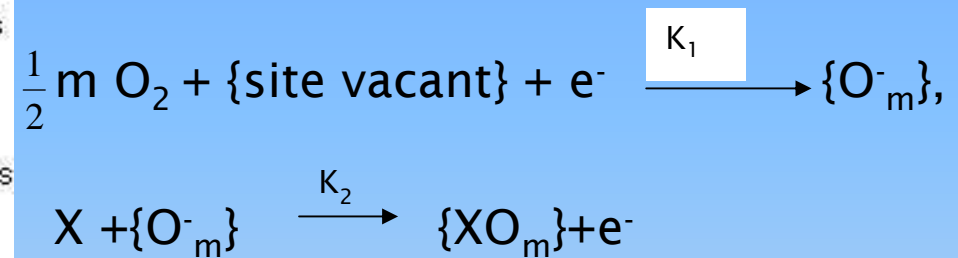 s
½ m O₂ + {site vacant} + e⁻ K₁ → {O⁻ₘ},
s
X +{O⁻ₘ} K₂ → {XOₘ}+e⁻